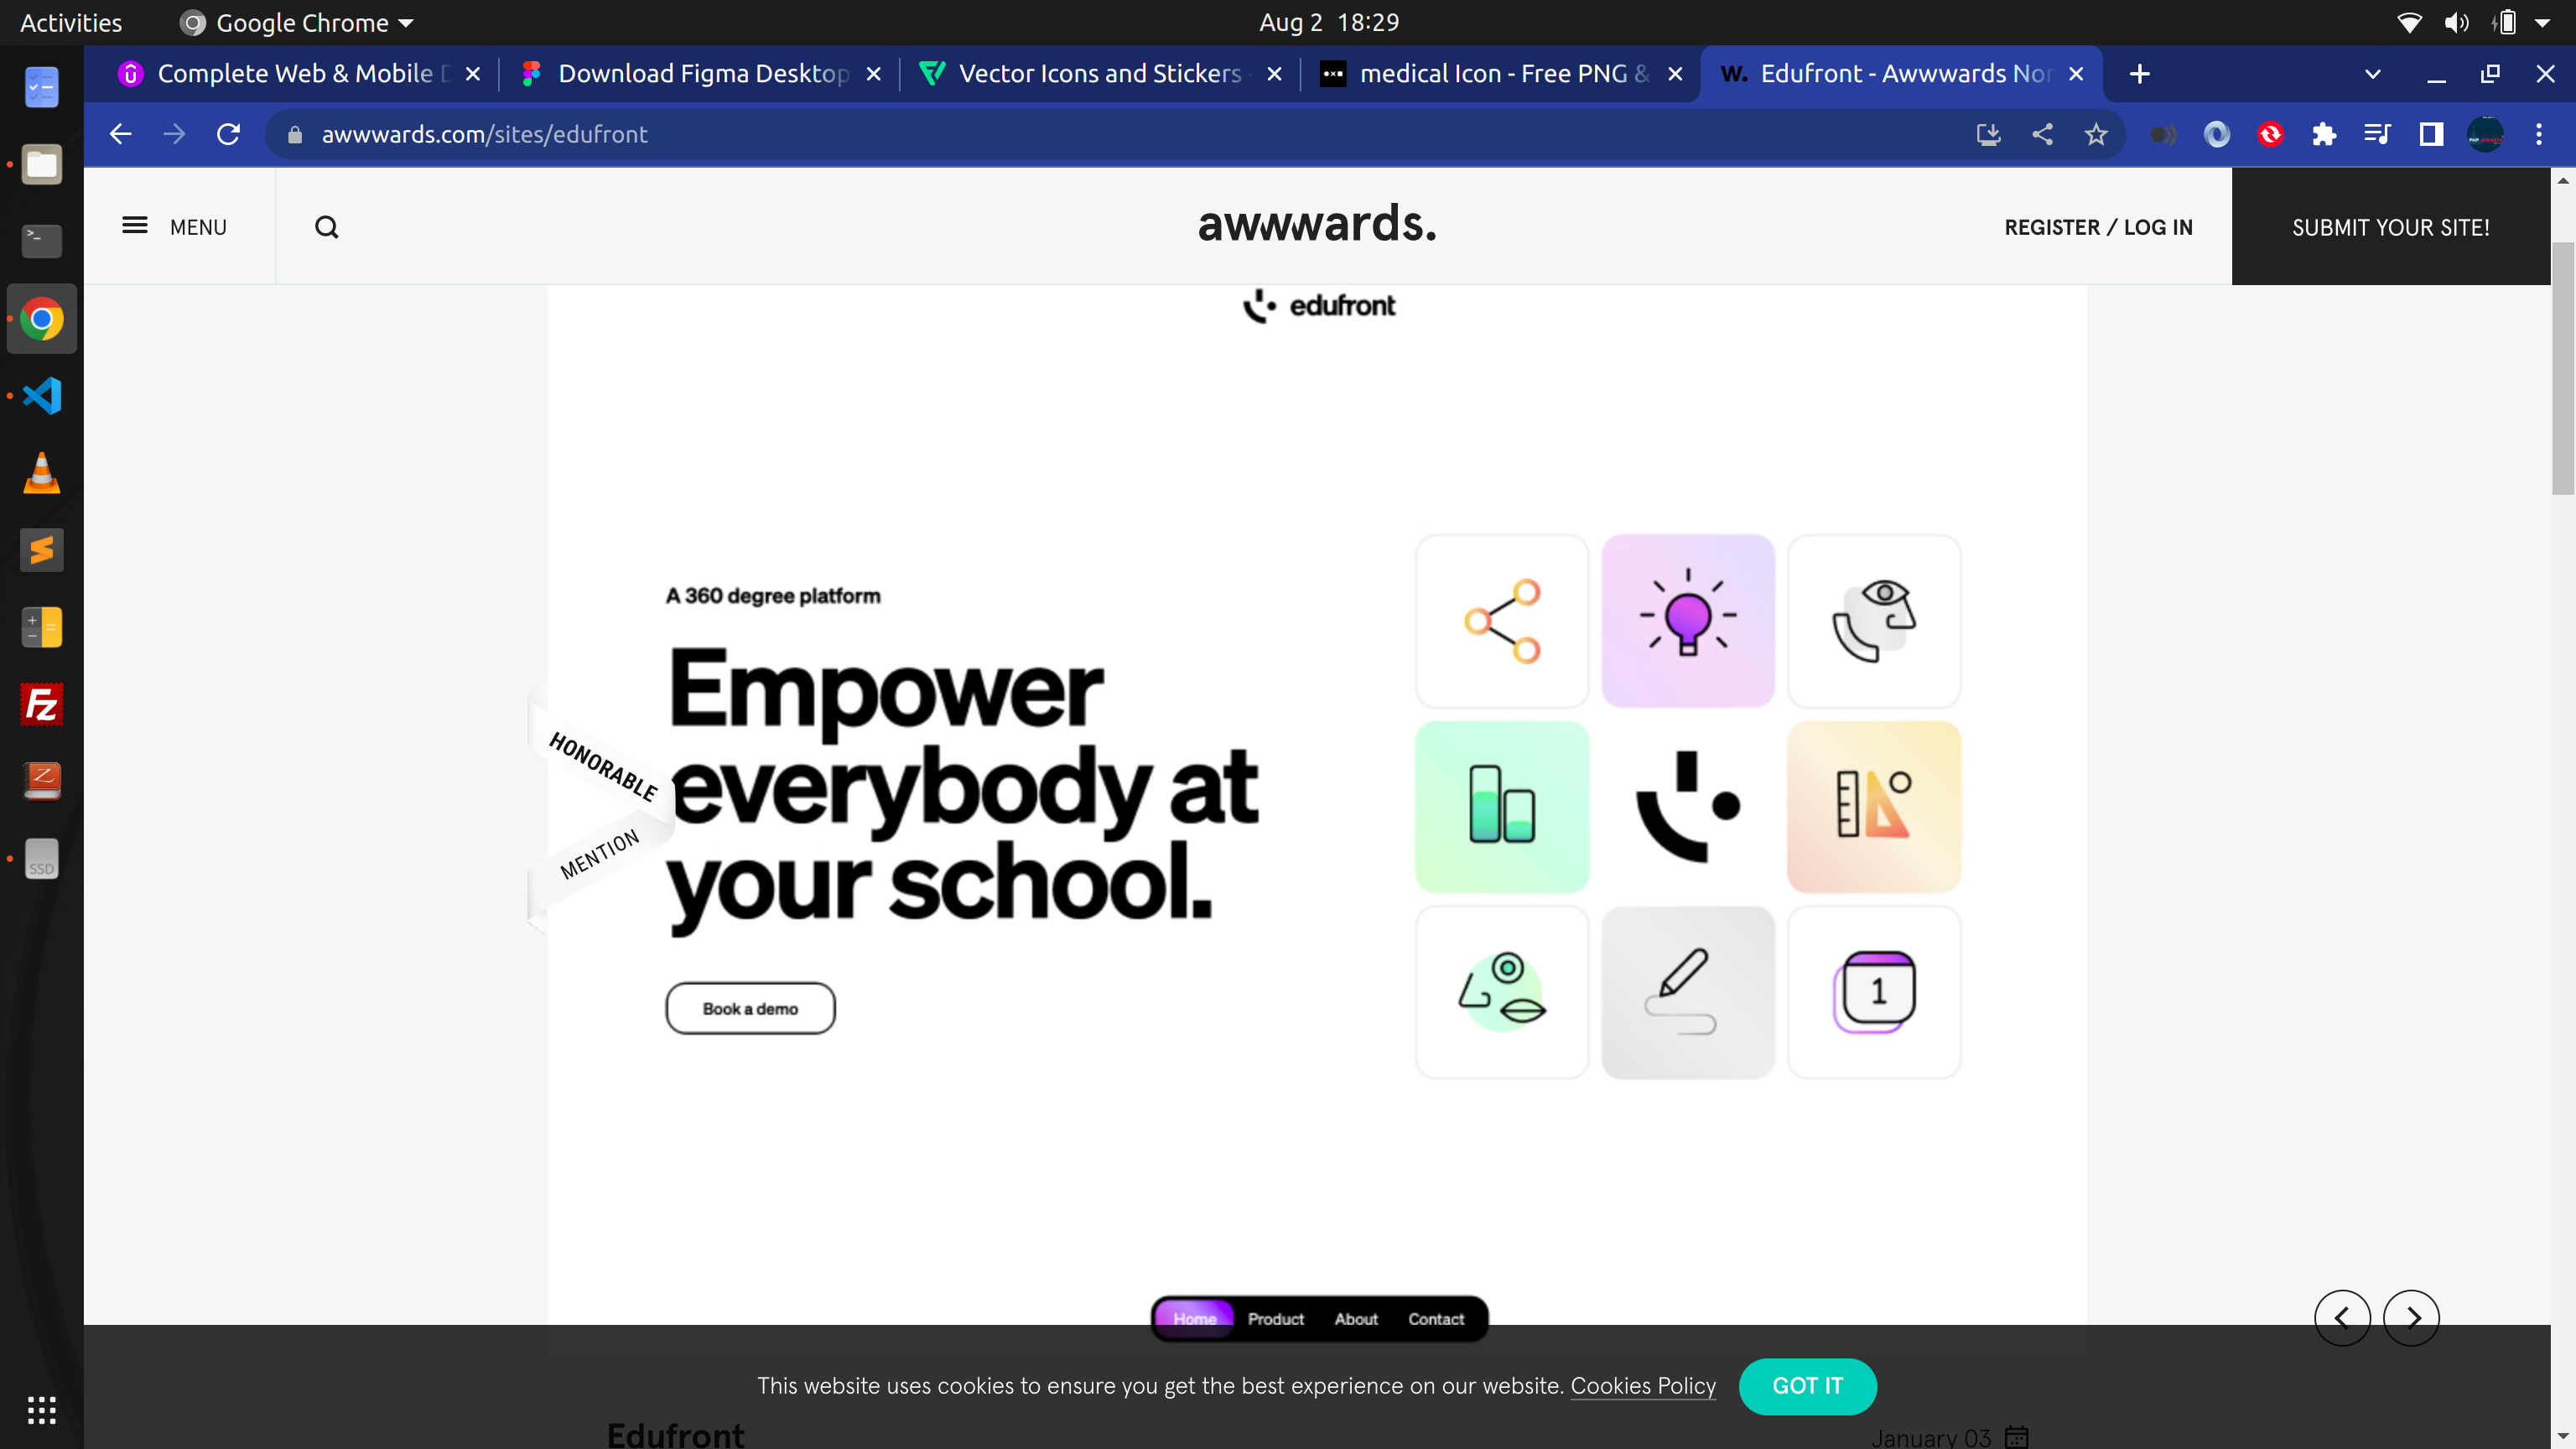 Activities
Google Chrome
Aug 2 18:29
Complete Web & Mobile D
Download Figma Desktop
Vector Icons and Stickers -
medical Icon - Free PNG &
W. Edufront - Awwwards Nor
awwwards.com/sites/edufront
MENU
awwwards.
REGISTER / LOG IN
SUBMIT YOUR SITE!
edufront
A 360 degree platform
Empower
everybody at
your school.
HONORABLE
MENTION
Book a demo
1
SSD
Home
Product
About
Contact
This website uses cookies to ensure you get the best experience on our website. Cookies Policy
GOT IT
Edufront
January 03